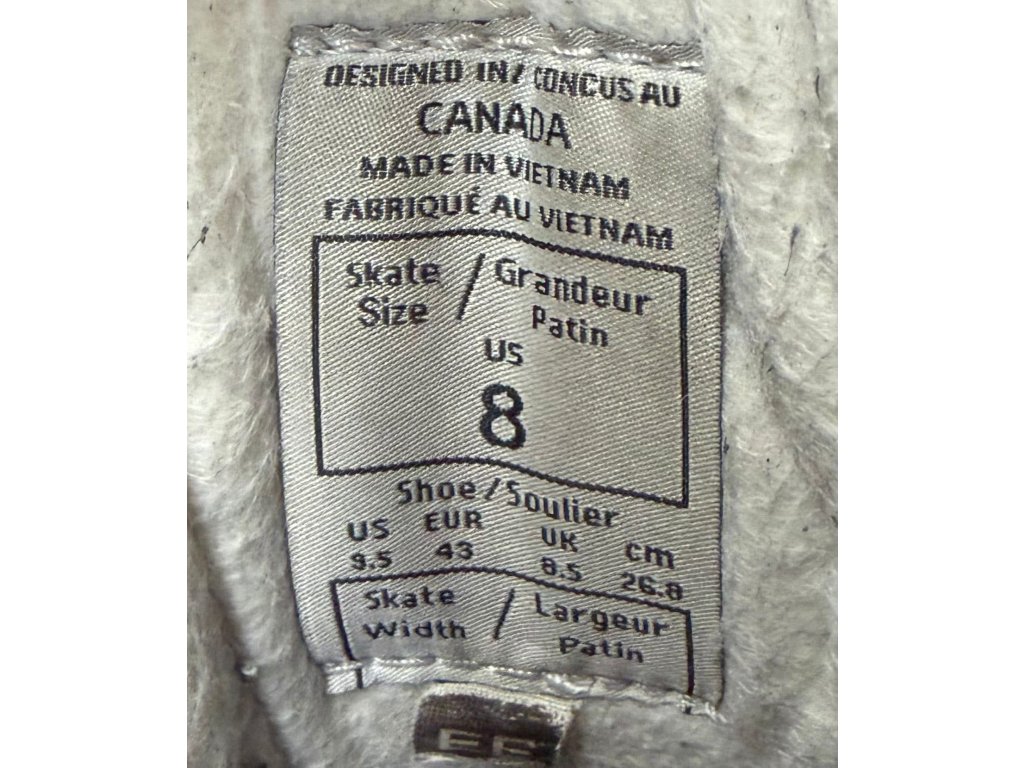 DESIGNED IN / CONCUS AU
CANADA
MADE IN VIETNAM
FABRIQUÉ AU VIETNAM
Skate Size / Grandeur Patin
US
8
Shoe / Soulier
US EUR UK cm
9.5 43 8.5 26.8
Skate Width / Largeur Patin
EE